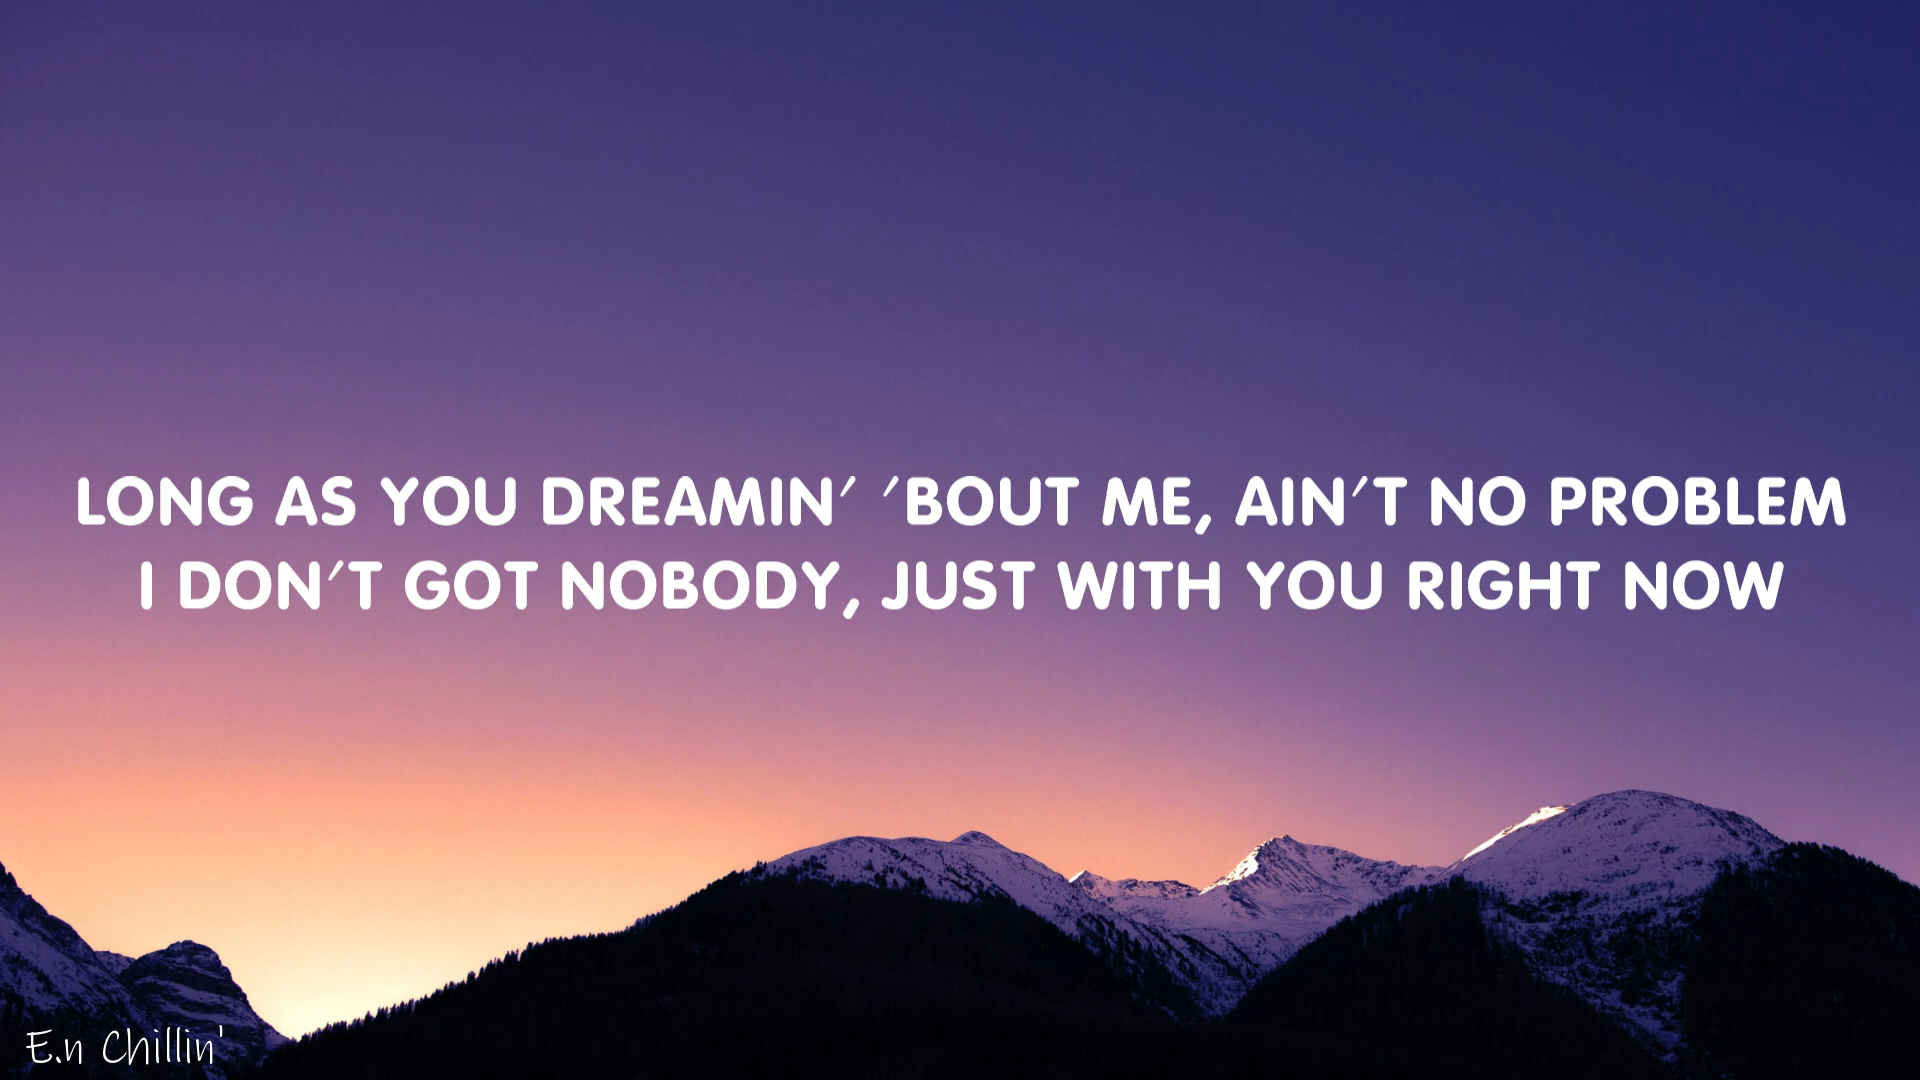 LONG AS YOU DREAMIN' 'BOUT ME, AIN'T NO PROBLEM
I DON'T GOT NOBODY, JUST WITH YOU RIGHT NOW
E.n Chillin'